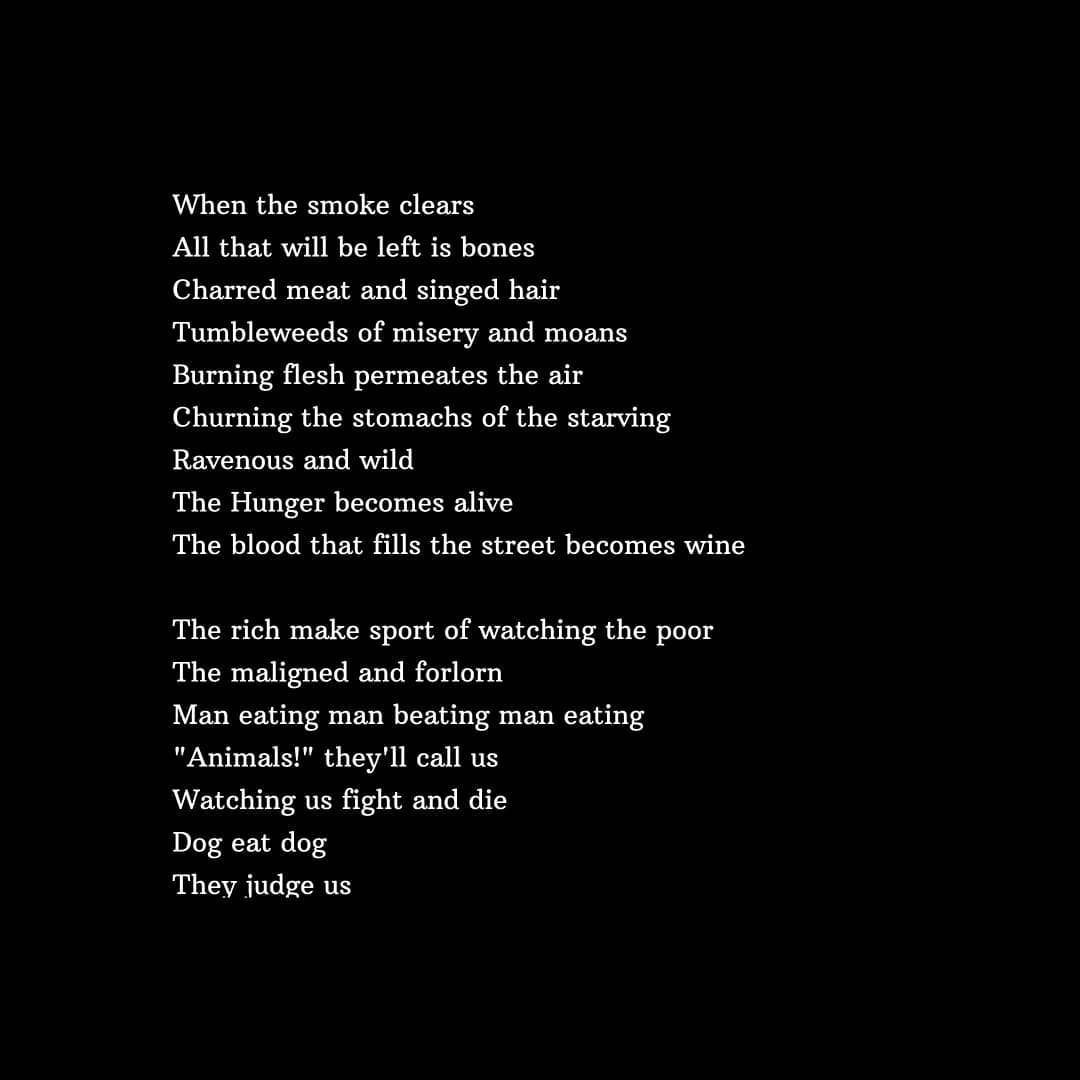 When the smoke clears
All that will be left is bones
Charred meat and singed hair
Tumbleweeds of misery and moans
Burning flesh permeates the air
Churning the stomachs of the starving
Ravenous and wild
The Hunger becomes alive
The blood that fills the street becomes wine

The rich make sport of watching the poor
The maligned and forlorn
Man eating man beating man eating
"Animals!" they'll call us
Watching us fight and die
Dog eat dog
They judge us